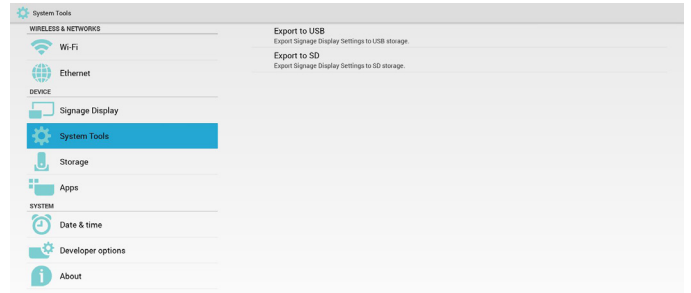 System Tools
WIRELESS & NETWORKS
Wi-Fi
Ethernet
DEVICE
Signage Display
System Tools
Storage
Apps
SYSTEM
Date & time
Developer options
About
Export to USB
Export Signage Display Settings to USB storage.
Export to SD
Export Signage Display Settings to SD storage.